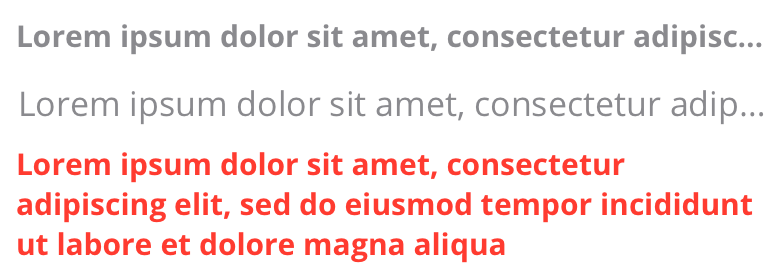 Lorem ipsum dolor sit amet, consectetur adipisc...
Lorem ipsum dolor sit amet, consectetur adip...
Lorem ipsum dolor sit amet, consectetur
adipiscing elit, sed do eiusmod tempor incididunt
ut labore et dolore magna aliqua